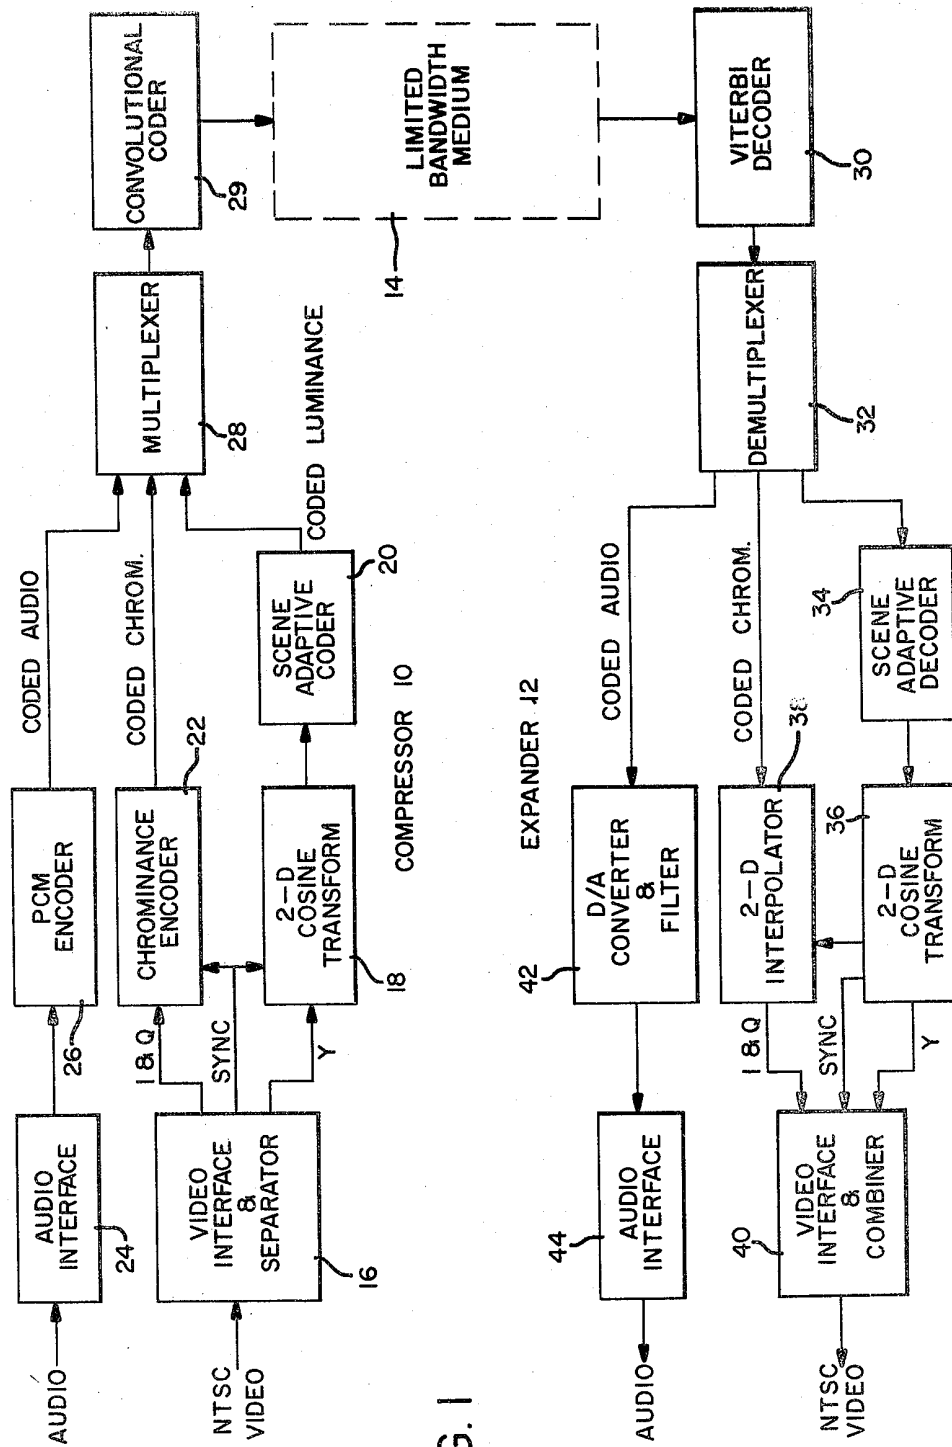 AUDIO
AUDIO
INTERFACE
24
26
PCM
ENCODER
CODED AUDIO
NTSC
VIDEO
VIDEO
INTERFACE
&
SEPARATOR
16
I & Q
SYNC
Y
CHROMINANCE
ENCODER
22
CODED CHROM.
2-D
COSINE
TRANSFORM
18
SCENE
ADAPTIVE
CODER
20
CODED LUMINANCE
MULTIPLEXER
28
CONVOLUTIONAL
CODER
29
COMPRESSOR 10
LIMITED
BANDWIDTH
MEDIUM
14
G. 1
EXPANDER 12
AUDIO
44
AUDIO
INTERFACE
42
D/A
CONVERTER
&
FILTER
CODED AUDIO
NTSC
VIDEO
40
VIDEO
INTERFACE
&
COMBINER
I & Q
SYNC
Y
2-D
INTERPOLATOR
38
CODED CHROM.
36
2-D
COSINE
TRANSFORM
34
SCENE
ADAPTIVE
DECODER
DEMULTIPLEXER
32
VITERBI
DECODER
30